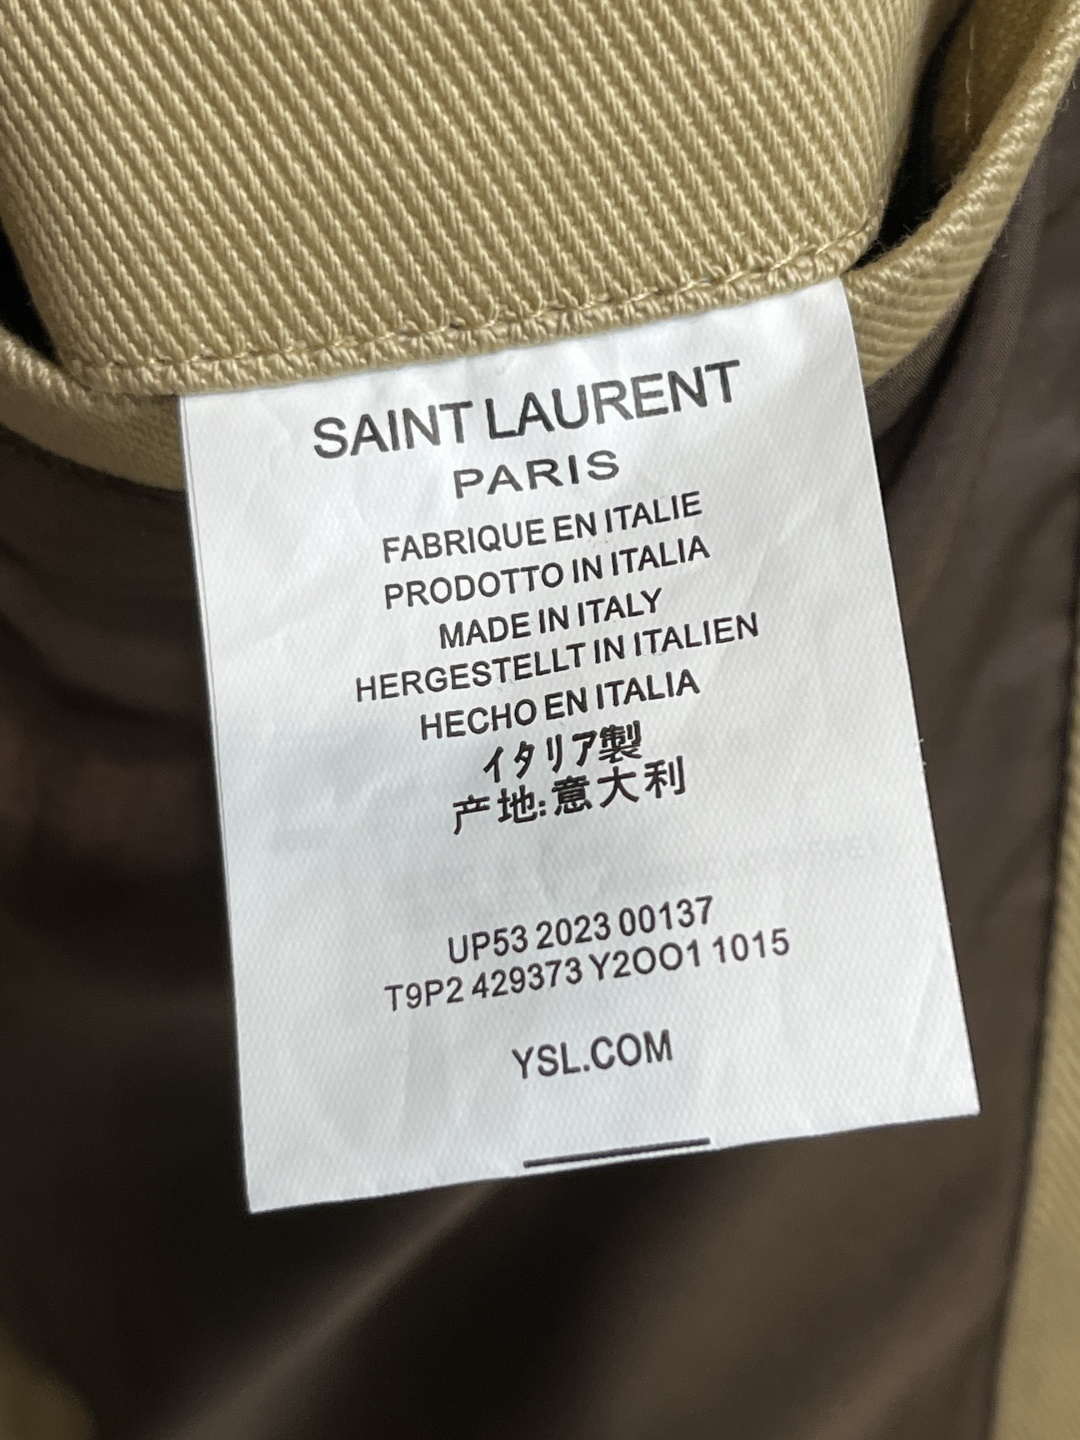 SAINT LAURENT
PARIS
FABRIQUE EN ITALIE
PRODOTTO IN ITALIA
MADE IN ITALY
HERGESTELLT IN ITALIEN
HECHO EN ITALIA
イタリア製
产地:意大利
UP53 2023 00137
T9P2 429373 Y2OO1 1015
YSL.COM